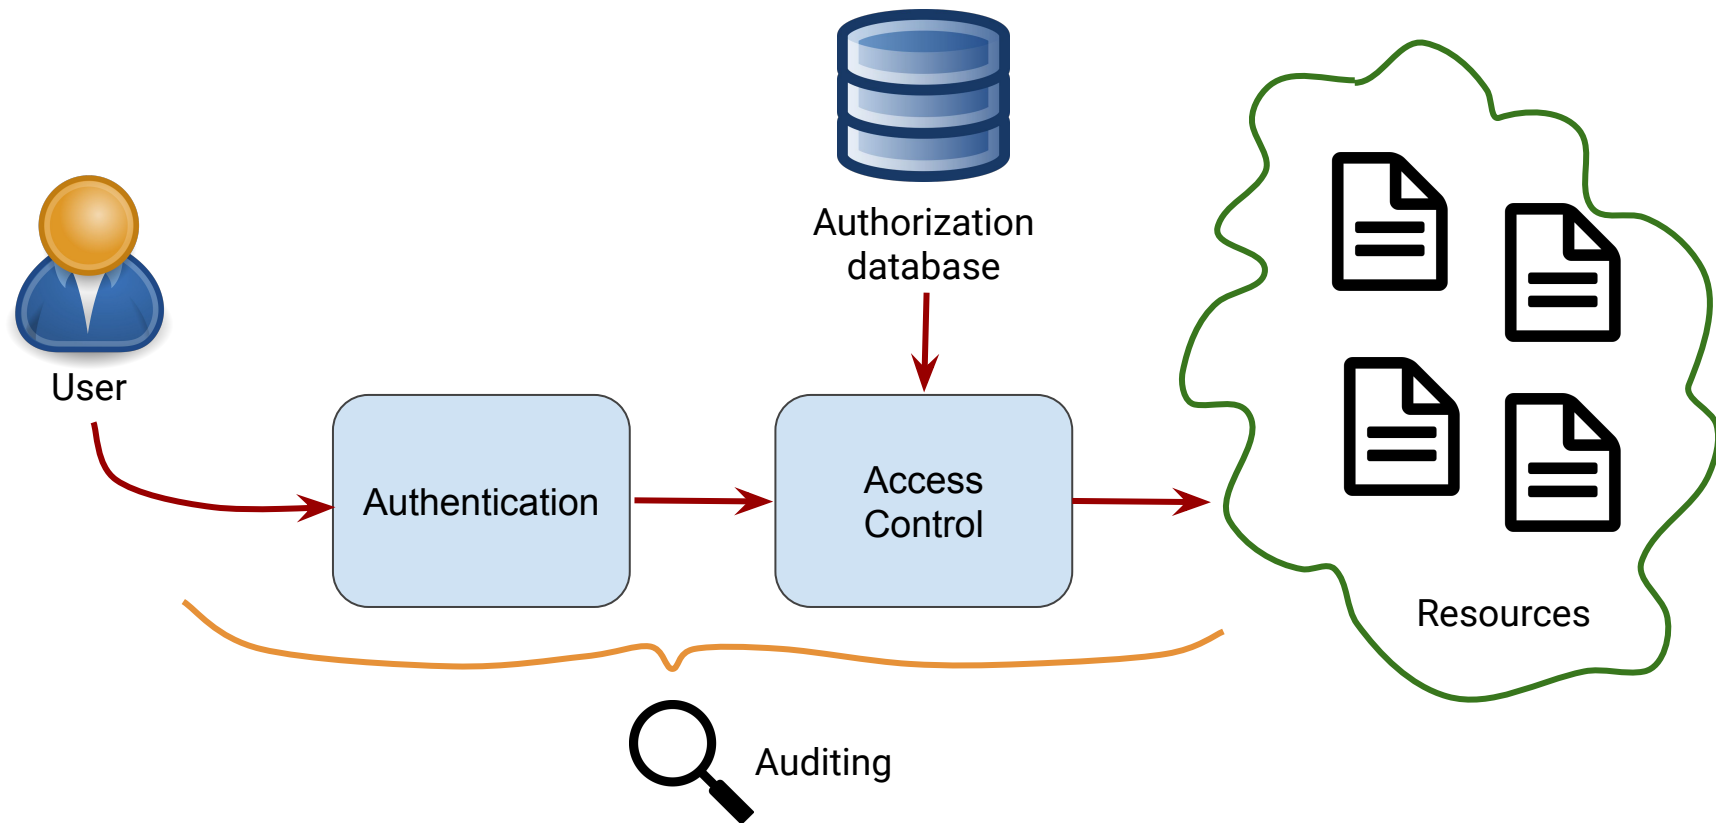 Authorization
database
User
Authentication
Access
Control
Resources
Auditing